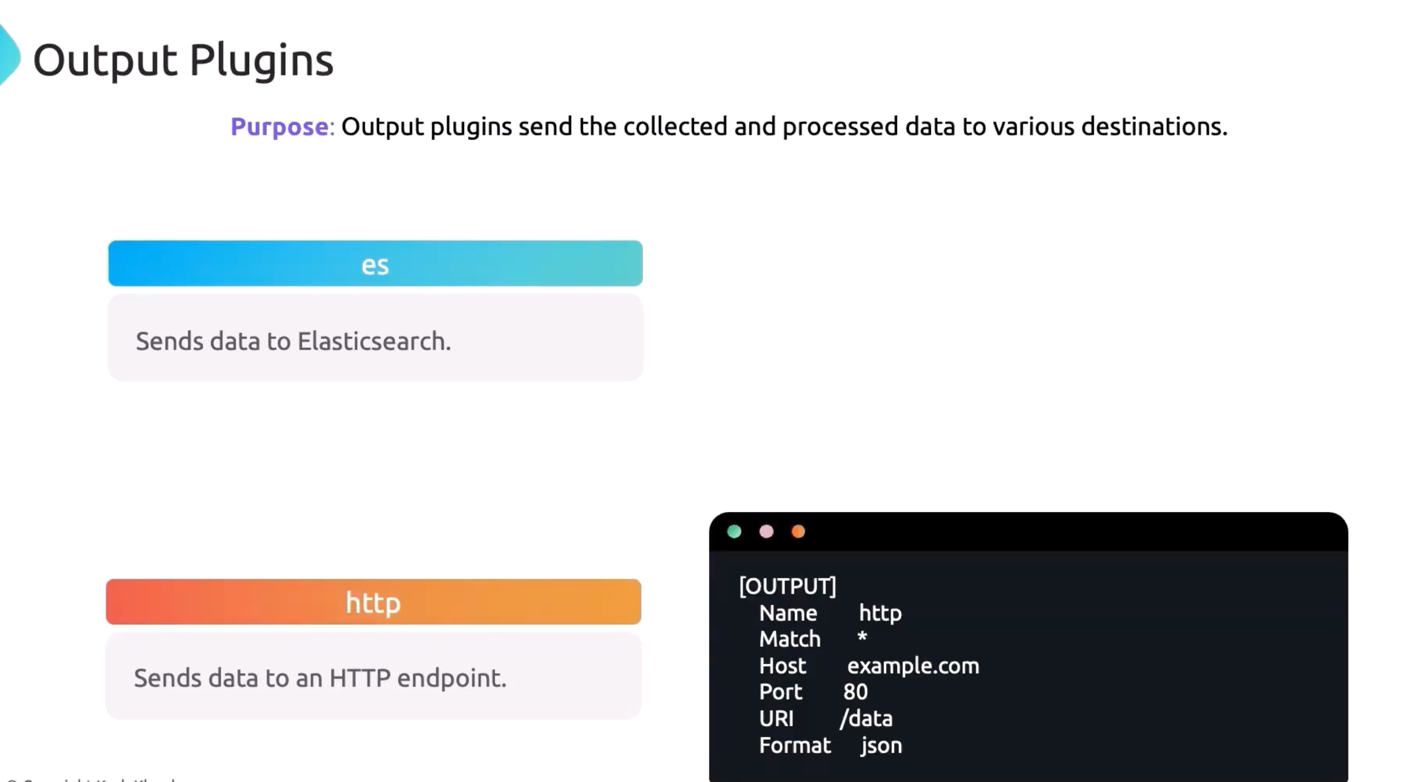 Output Plugins
Purpose: Output plugins send the collected and processed data to various destinations.
es
Sends data to Elasticsearch.
http
Sends data to an HTTP endpoint.
[OUTPUT]
Name http
Match *
Host example.com
Port 80
URI /data
Format json